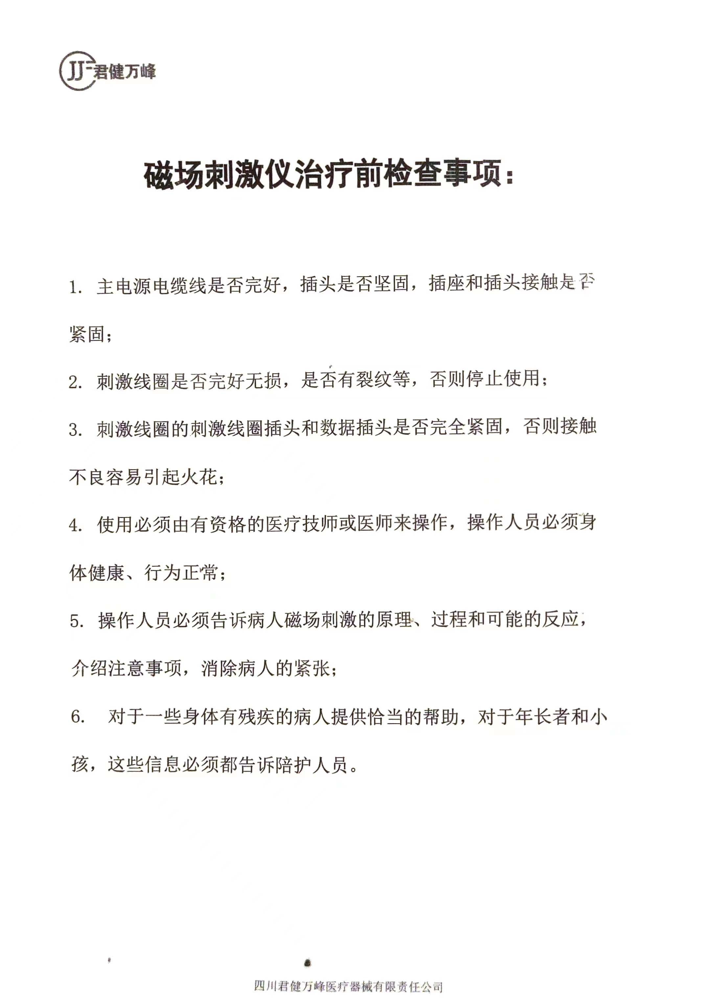 JJF君健万峰
磁场刺激仪治疗前检查事项：
1. 主电源电缆线是否完好，插头是否坚固，插座和插头接触是否
紧固；
2. 刺激线圈是否完好无损，是否有裂纹等，否则停止使用；
3. 刺激线圈的刺激线圈插头和数据插头是否完全紧固，否则接触
不良容易引起火花；
4. 使用必须由有资格的医疗技师或医师来操作，操作人员必须身
体健康、行为正常；
5. 操作人员必须告诉病人磁场刺激的原理、过程和可能的反应，
介绍注意事项，消除病人的紧张；
6. 对于一些身体有残疾的病人提供恰当的帮助，对于年长者和小
孩，这些信息必须都告诉陪护人员。
四川君健万峰医疗器械有限责任公司